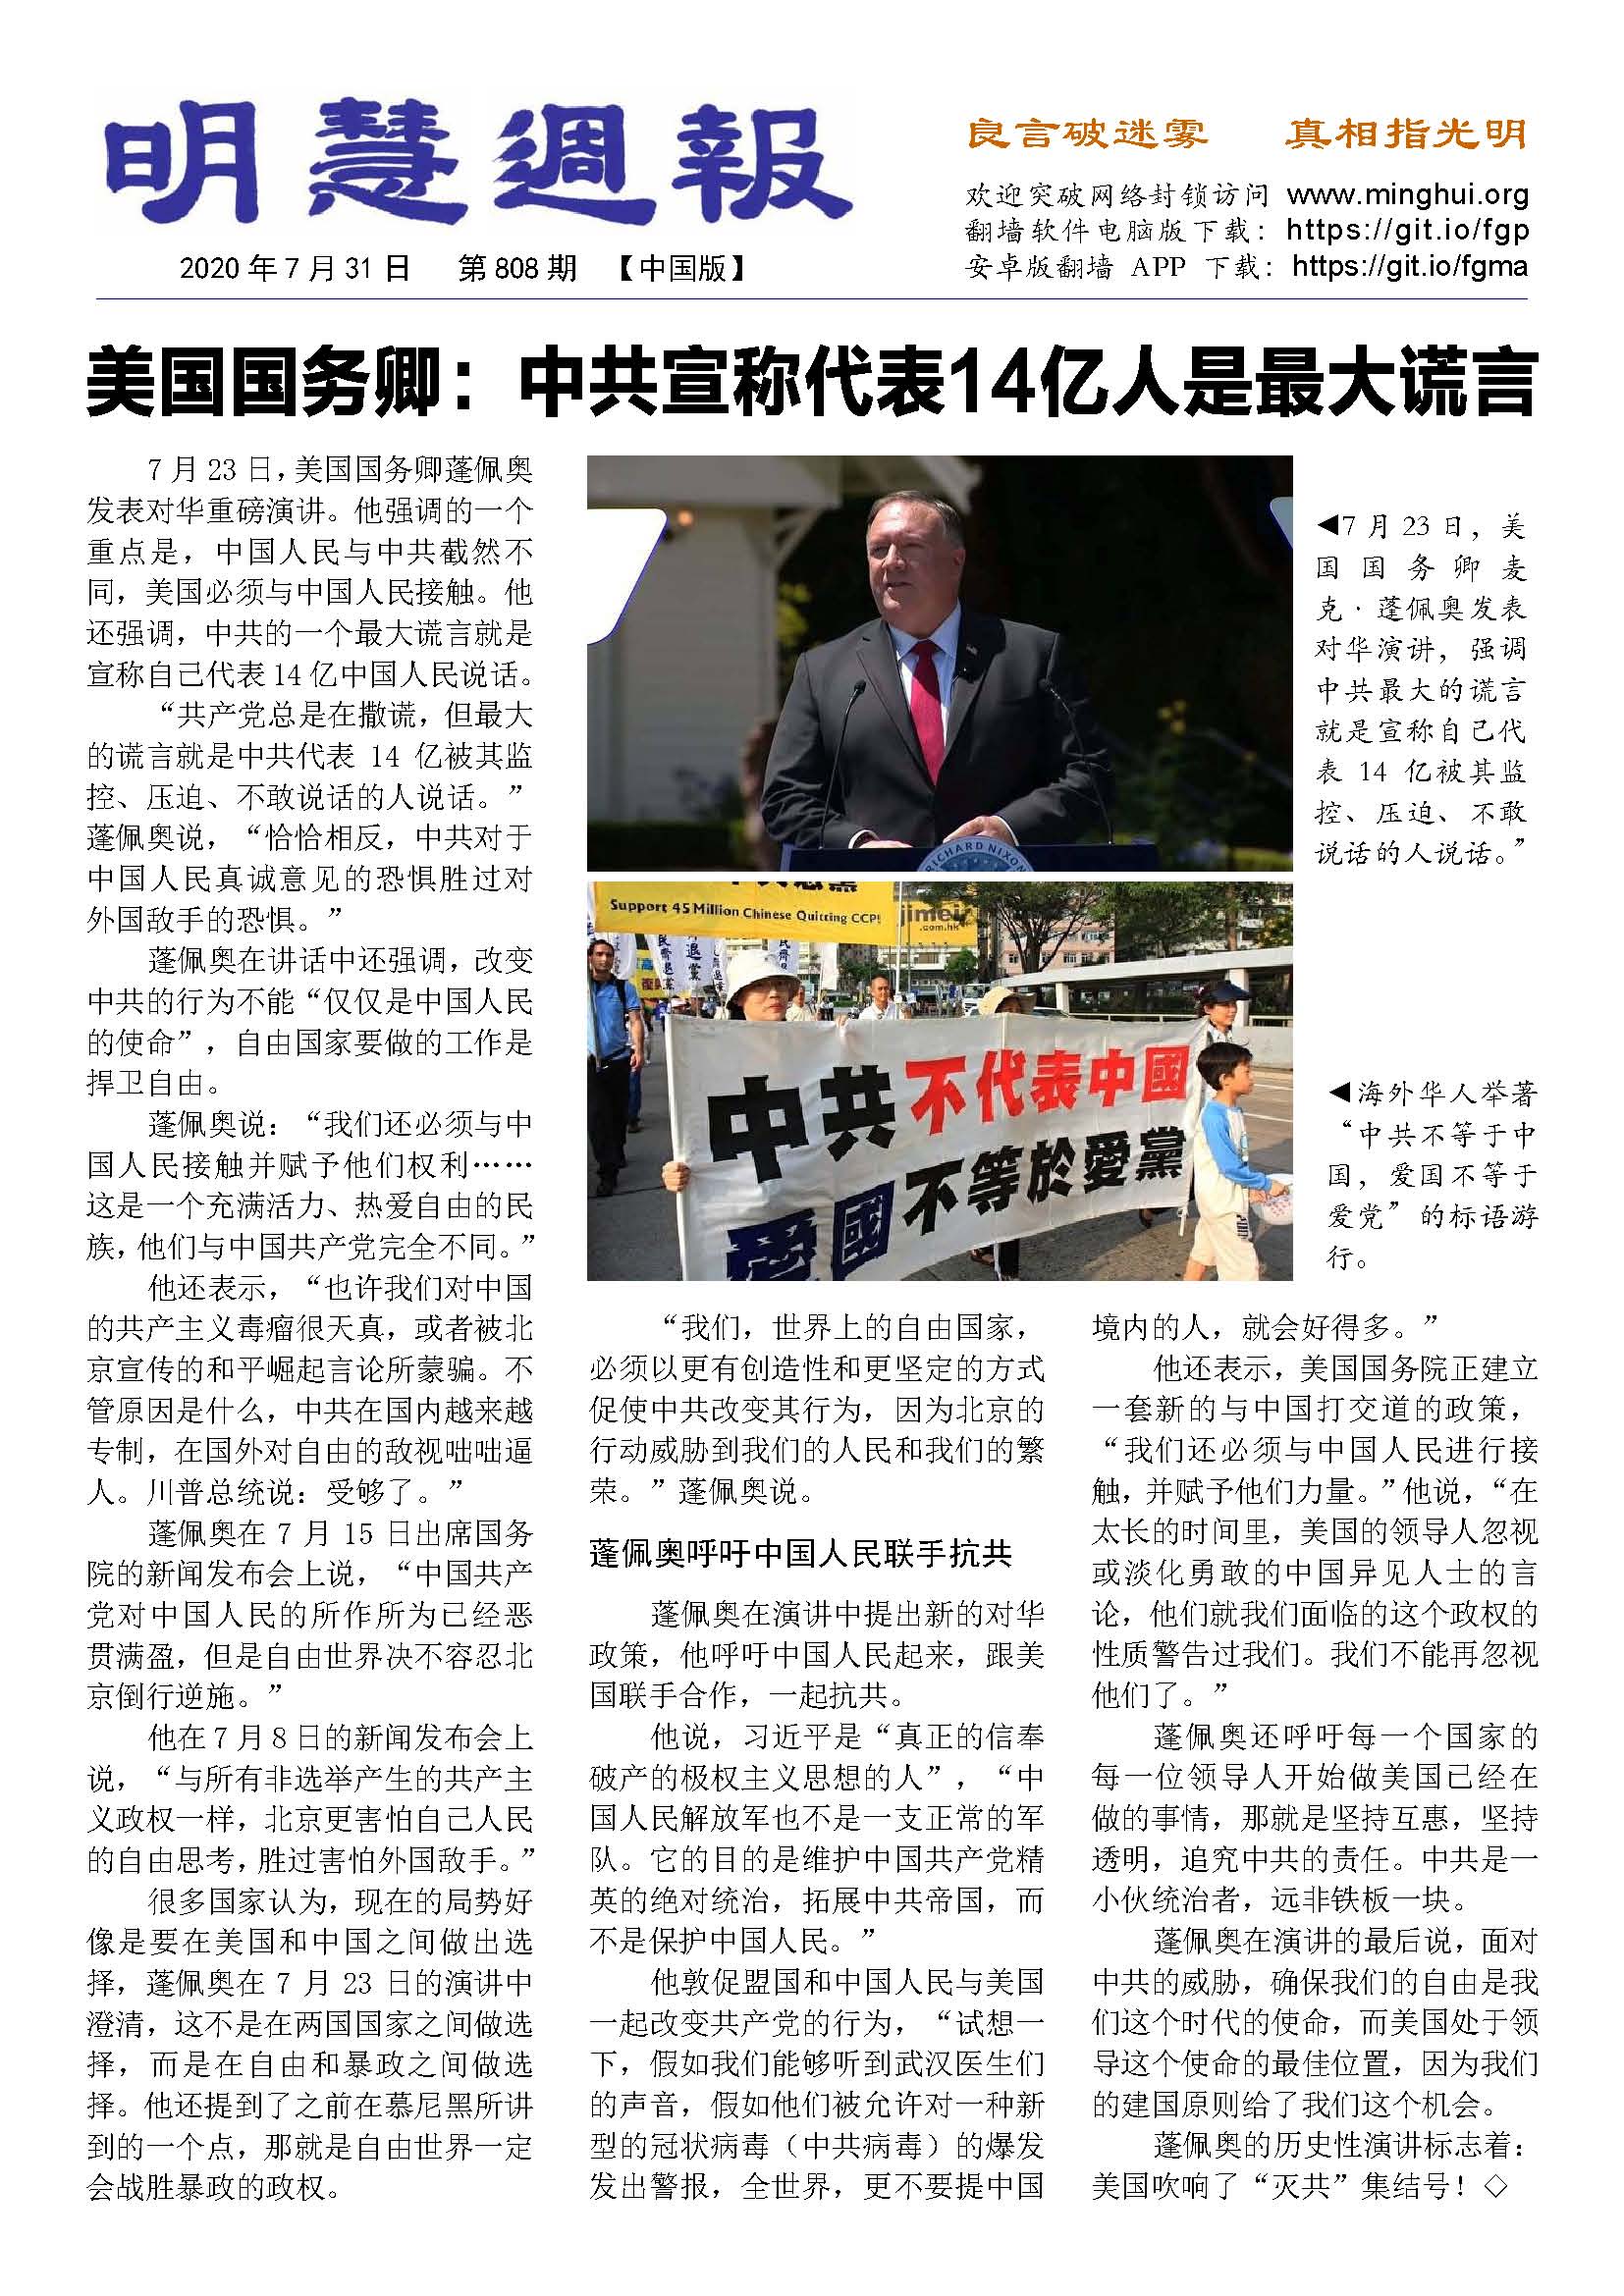 明慧週報
2020 年 7 月 31 日 第 808 期 【中国版】
良言破迷雾 真相指光明
欢迎突破网络封锁访问 www.minghui.org
翻墙软件电脑版下载：https://git.io/fgp
安卓版翻墙 APP 下载：https://git.io/fgma
美国国务卿：中共宣称代表14亿人是最大谎言
7 月 23 日，美国国务卿蓬佩奥
发表对华重磅演讲。他强调的一个
重点是，中国人民与中共截然不
同，美国必须与中国人民接触。他
还强调，中共的一个最大谎言就是
宣称自己代表 14 亿中国人民说话。
“共产党总是在撒谎，但最大
的谎言就是中共代表 14 亿被其监
控、压迫、不敢说话的人说话。”
蓬佩奥说，“恰恰相反，中共对于
中国人民真诚意见的恐惧胜过对
外国敌手的恐惧。”
蓬佩奥在讲话中还强调，改变
中共的行为不能“仅仅是中国人民
的使命”，自由国家要做的工作是
捍卫自由。
蓬佩奥说：“我们还必须与中
国人民接触并赋予他们权利……
这是一个充满活力、热爱自由的民
族，他们与中国共产党完全不同。”
他还表示，“也许我们对中国
的共产主义毒瘤很天真，或者被北
京宣传的和平崛起言论所蒙骗。不
管原因是什么，中共在国内越来越
专制，在国外对自由的敌视咄咄逼
人。川普总统说：受够了。”
蓬佩奥在 7 月 15 日出席国务
院的新闻发布会上说，“中国共产
党对中国人民的所作所为已经恶
贯满盈，但是自由世界决不容忍北
京倒行逆施。”
他在 7 月 8 日的新闻发布会上
说，“与所有非选举产生的共产主
义政权一样，北京更害怕自己人民
的自由思考，胜过害怕外国敌手。”
很多国家认为，现在的局势好
像是要在美国和中国之间做出选
择，蓬佩奥在 7 月 23 日的演讲中
澄清，这不是在两国国家之间做选
择，而是在自由和暴政之间做选
择。他还提到了之前在慕尼黑所讲
到的一个点，那就是自由世界一定
会战胜暴政的政权。
RICHARD NIXON
◀7 月 23 日，美
国国务卿麦
克·蓬佩奥发表
对华演讲，强调
中共最大的谎言
就是宣称自己代
表 14 亿被其监
控、压迫、不敢
说话的人说话。”
Support 45 Million Chinese Quitting CCP!
.com.hk
中共不代表中國
愛國不等於愛黨
◀海外华人举著
“中共不等于中
国，爱国不等于
爱党”的标语游
行。
“我们，世界上的自由国家，
必须以更有创造性和更坚定的方式
促使中共改变其行为，因为北京的
行动威胁到我们的人民和我们的繁
荣。”蓬佩奥说。
蓬佩奥呼吁中国人民联手抗共
蓬佩奥在演讲中提出新的对华
政策，他呼吁中国人民起来，跟美
国联手合作，一起抗共。
他说，习近平是“真正的信奉
破产的极权主义思想的人”，“中
国人民解放军也不是一支正常的军
队。它的目的是维护中国共产党精
英的绝对统治，拓展中共帝国，而
不是保护中国人民。”
他敦促盟国和中国人民与美国
一起改变共产党的行为，“试想一
下，假如我们能够听到武汉医生们
的声音，假如他们被允许对一种新
型的冠状病毒（中共病毒）的爆发
发出警报，全世界，更不要提中国
境内的人，就会好得多。”
他还表示，美国国务院正建立
一套新的与中国打交道的政策，
“我们还必须与中国人民进行接
触，并赋予他们力量。”他说，“在
太长的时间里，美国的领导人忽视
或淡化勇敢的中国异见人士的言
论，他们就我们面临的这个政权的
性质警告过我们。我们不能再忽视
他们了。”
蓬佩奥还呼吁每一个国家的
每一位领导人开始做美国已经在
做的事情，那就是坚持互惠，坚持
透明，追究中共的责任。中共是一
小伙统治者，远非铁板一块。
蓬佩奥在演讲的最后说，面对
中共的威胁，确保我们的自由是我
们这个时代的使命，而美国处于领
导这个使命的最佳位置，因为我们
的建国原则给了我们这个机会。
蓬佩奥的历史性演讲标志着：
美国吹响了“灭共”集结号！◇